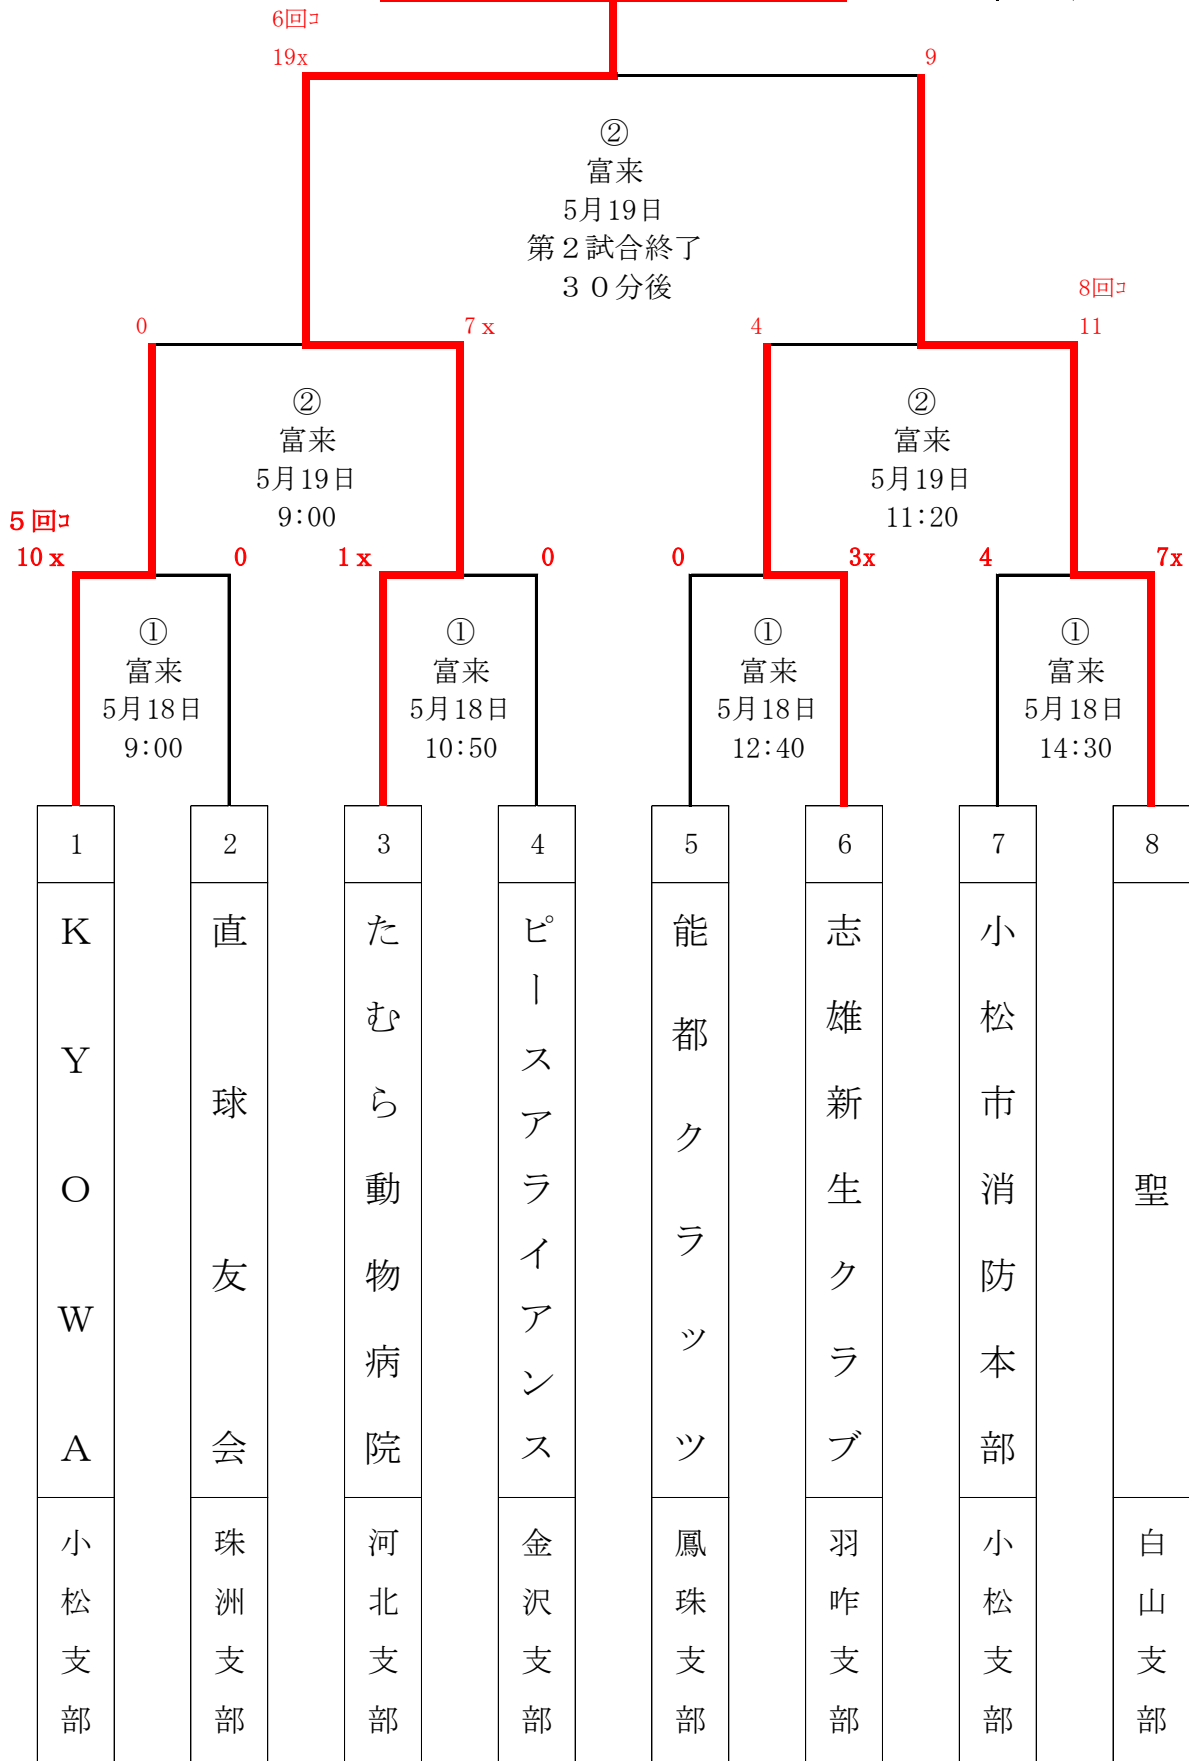 6回ｺ
19x
9
②
富来
5月19日
第２試合終了
３０分後
8回ｺ
0
7 x
4
11
②
富来
5月19日
9:00
②
富来
5月19日
11:20
５回ｺ
10 x
0
1 x
0
0
3x
4
7x
①
富来
5月18日
9:00
①
富来
5月18日
10:50
①
富来
5月18日
12:40
①
富来
5月18日
14:30
1
2
3
4
5
6
7
8
ＫＹＯＷＡ
直球友会
たむら動物病院
ピースアライアンス
能都クラッツ
志雄新生クラブ
小松市消防本部
聖
小松支部
珠洲支部
河北支部
金沢支部
鳳珠支部
羽咋支部
小松支部
白山支部